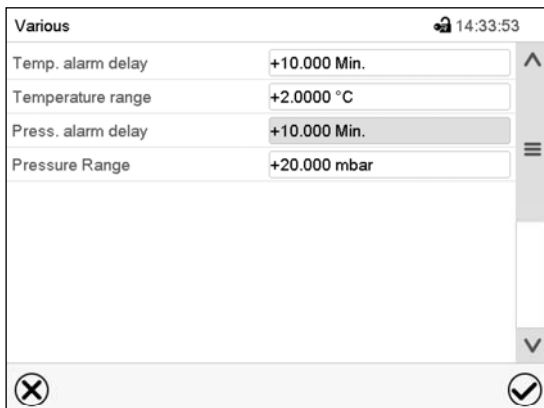 Various 14:33:53
Temp. alarm delay +10.000 Min.
Temperature range +2.0000 °C
Press. alarm delay +10.000 Min.
Pressure Range +20.000 mbar